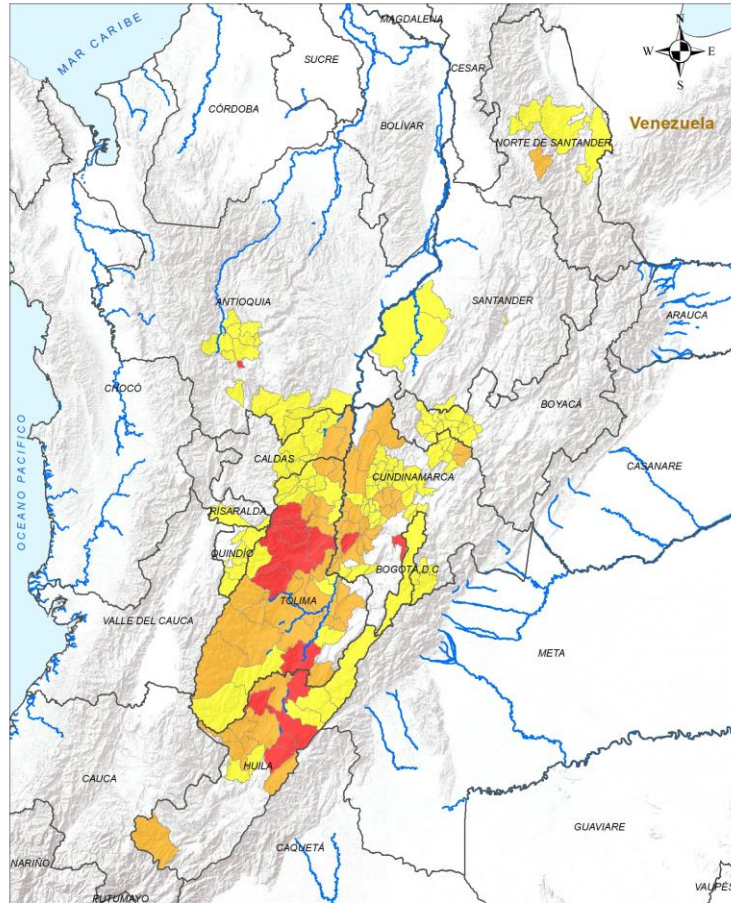 MAGDALENA
MAR CARIBE
SUCRE
CESAR
N
W E
S
CÓRDOBA
BOLÍVAR
Venezuela
NORTE DE SANTANDER
ANTIOQUIA
SANTANDER
ARAUCA
CHOCÓ
BOYACÁ
OCEANO PACIFICO
CALDAS
CUNDINAMARCA
CASANARE
RISARALDA
QUINDÍO
BOGOTÁ, D.C
TOLIMA
VALLE DEL CAUCA
META
HUILA
CAUCA
GUAVIARE
CAQUETÁ
NARIÑO
PUTUMAYO
VAUPÉS